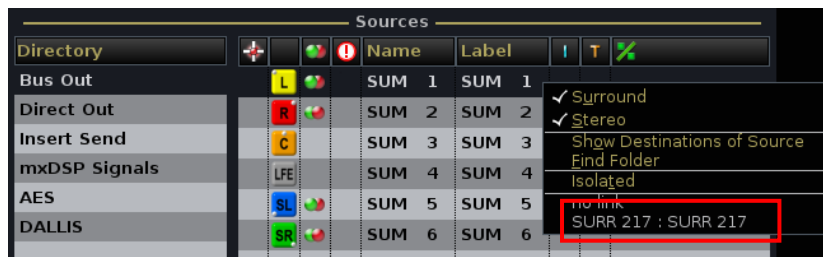 Sources
Directory Name Label I T
Bus Out L SUM 1 SUM 1
Direct Out R SUM 2 SUM 2
Insert Send C SUM 3 SUM 3
mxDSP Signals LFE SUM 4 SUM 4
AES SL SUM 5 SUM 5
DALLIS SR SUM 6 SUM 6
✓ Surround
✓ Stereo
Show Destinations of Source
Find Folder
Isolated
no link
SURR 217 : SURR 217